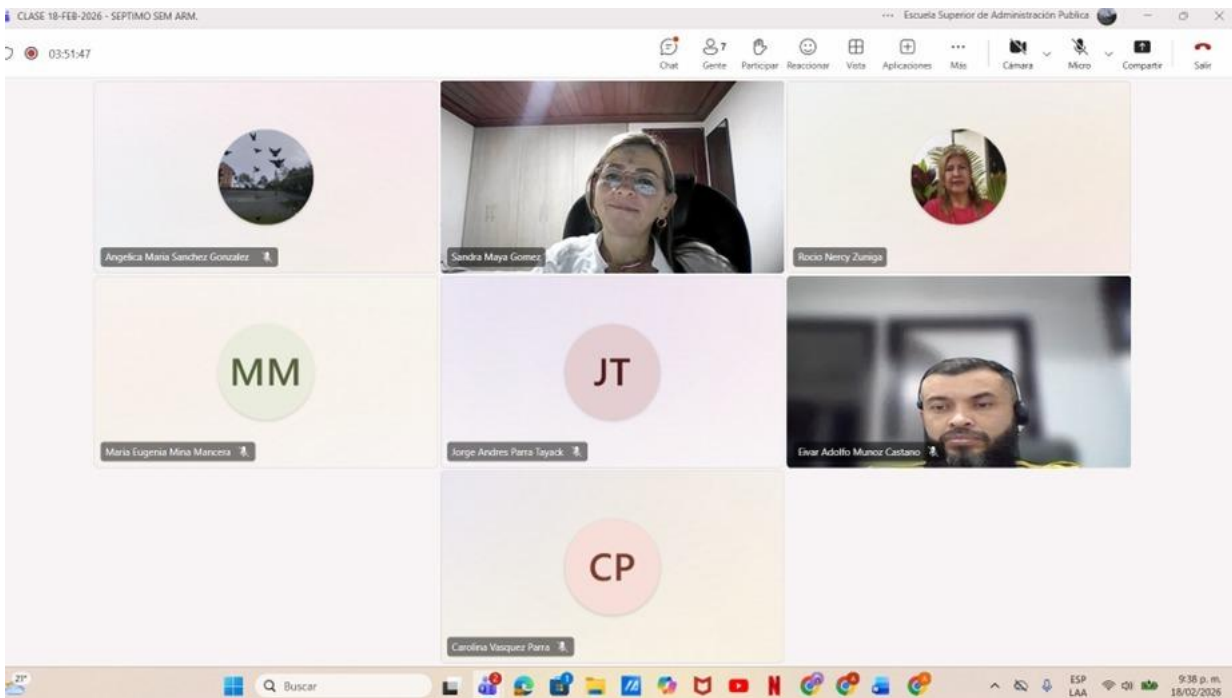 CLASE 18-FEB-2026 - SEPTIMO SEM ARM.
Escuela Superior de Administración Publica
03:51:47
7
Chat Gente Participar Reaccionar Vista Aplicaciones Más Cámara Micro Compartir Salir
Angelica Maria Sanchez Gonzalez
Sandra Maya Gomez
Rocio Nercy Zuniga
MM
Maria Eugenia Mina Mancera
JT
Jorge Andres Parra Tayack
Eivar Adolfo Munoz Castano
CP
Carolina Vasquez Parra
21°
Buscar
ESP
LAA
9:38 p. m.
18/02/2026